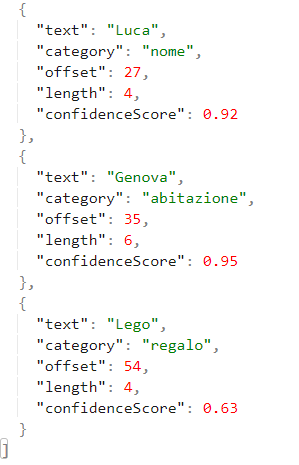 {
"text": "Luca",
"category": "nome",
"offset": 27,
"length": 4,
"confidenceScore": 0.92
},
{
"text": "Genova",
"category": "abitazione",
"offset": 35,
"length": 6,
"confidenceScore": 0.95
},
{
"text": "Lego",
"category": "regalo",
"offset": 54,
"length": 4,
"confidenceScore": 0.63
}
]